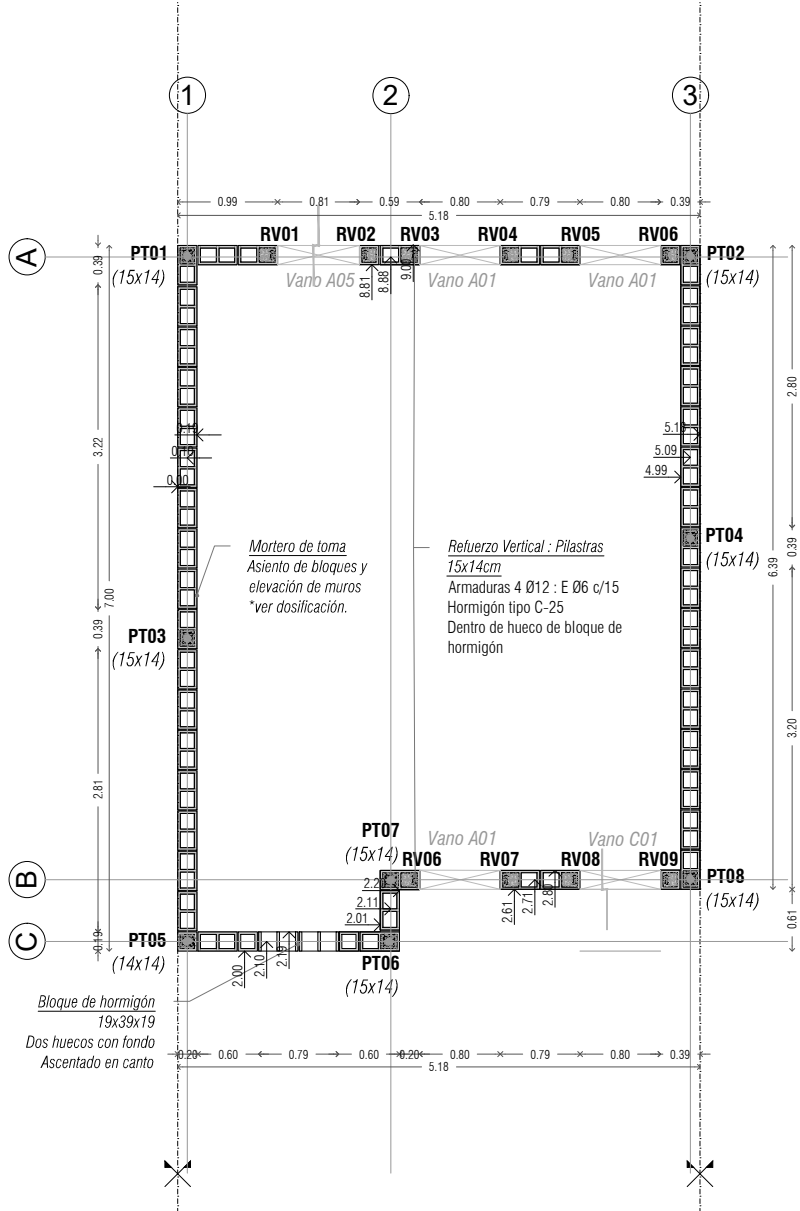 1
2
3
0.99
0.81
0.59
0.80
0.79
0.80
0.39
5.18
A
PT01
(15x14)
RV01
RV02
RV03
RV04
RV05
RV06
PT02
(15x14)
Vano A05
Vano A01
Vano A01
8.81
8.88
0.39
3.22
7.00
0.39
2.81
0.19
2.80
0.39
6.39
3.20
0.61
0.00
5.09
4.99
Mortero de toma
Asiento de bloques y
elevación de muros
*ver dosificación.
Refuerzo Vertical : Pilastras
15x14cm
Armaduras 4 Ø12 : E Ø6 c/15
Hormigón tipo C-25
Dentro de hueco de bloque de
hormigón
PT04
(15x14)
PT03
(15x14)
PT07
(15x14)
Vano A01
Vano C01
B
RV06
RV07
RV08
RV09
PT08
(15x14)
2.11
2.01
2.61
2.71
2.80
C
PT05
(14x14)
PT06
(15x14)
2.00
2.10
2.19
Bloque de hormigón
19x39x19
Dos huecos con fondo
Ascentado en canto
0.20
0.60
0.79
0.60
0.20
0.80
0.79
0.80
0.39
5.18